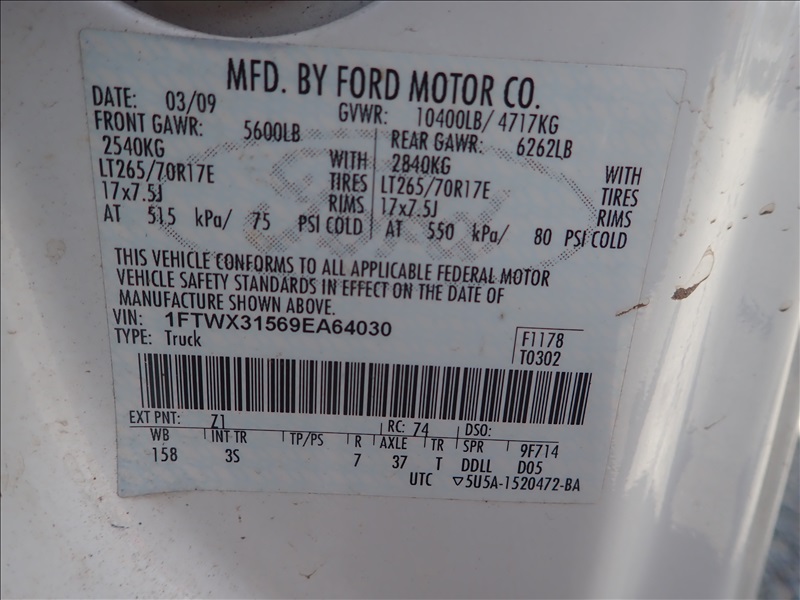 MFD. BY FORD MOTOR CO.
DATE: 03/09 GVWR: 10400LB/ 4717KG
FRONT GAWR: 5600LB REAR GAWR: 6262LB
2540KG WITH 2840KG WITH
LT265/70R17E TIRES LT265/70R17E TIRES
17x7.5J RIMS 17x7.5J RIMS
AT 515 kPa/ 75 PSI COLD AT 550 kPa/ 80 PSI COLD
THIS VEHICLE CONFORMS TO ALL APPLICABLE FEDERAL MOTOR
VEHICLE SAFETY STANDARDS IN EFFECT ON THE DATE OF
MANUFACTURE SHOWN ABOVE.
VIN: 1FTWX31569EA64030
TYPE: Truck F1178
T0302
EXT PNT: Z1 RC: 74 DSO:
WB INT TR TP/PS R AXLE TR SPR 9F714
158 3S 7 37 T DDLL D05
UTC ▽5U5A-1520472-BA